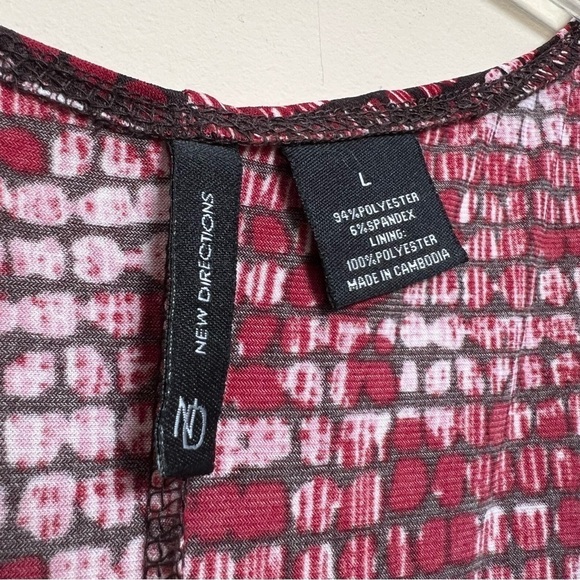 NEW DIRECTIONS
ND
L
94%POLYESTER
6%SPANDEX
LINING:
100%POLYESTER
MADE IN CAMBODIA